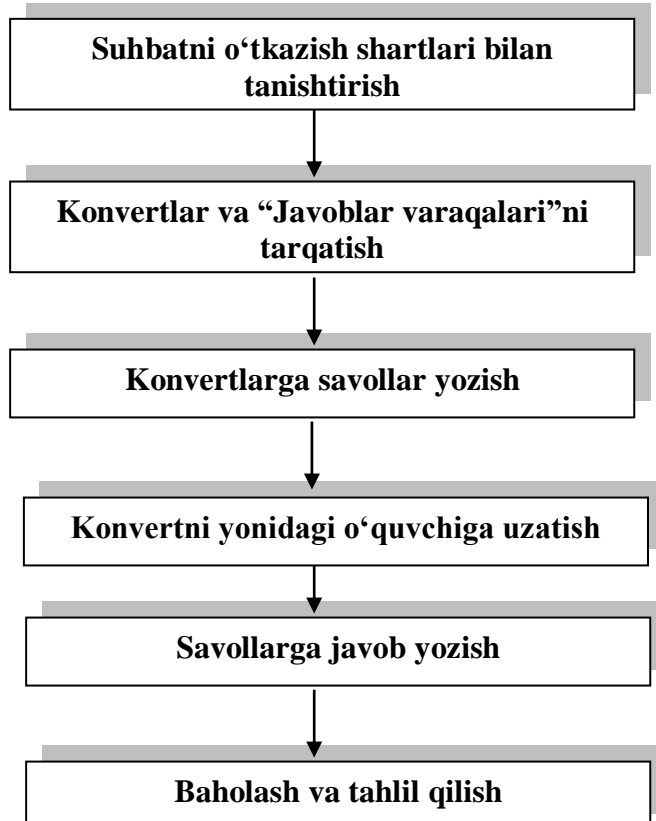 Suhbatni o‘tkazish shartlari bilan
tanishtirish
Konvertlar va “Javoblar varaqalari”ni
tarqatish
Konvertlarga savollar yozish
Konvertni yonidagi o‘quvchiga uzatish
Savollarga javob yozish
Baholash va tahlil qilish